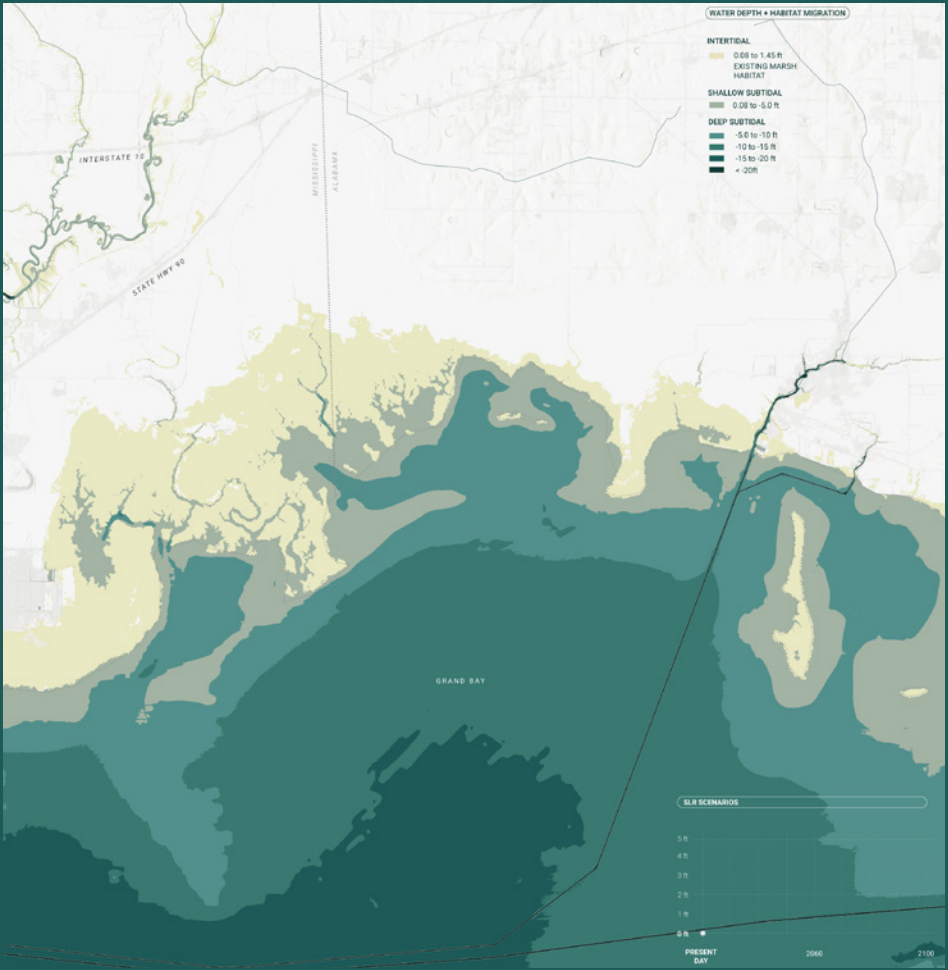 WATER DEPTH + HABITAT MIGRATION
INTERTIDAL
0.08 to 1.45 ft
EXISTING MARSH
HABITAT
SHALLOW SUBTIDAL
0.08 to -5.0 ft
DEEP SUBTIDAL
-5.0 to -10 ft
-10 to -15 ft
-15 to -20 ft
< -20ft
INTERSTATE 10
MISSISSIPPI
ALABAMA
STATE HWY 90
GRAND BAY
SLR SCENARIOS
5 ft
4 ft
3 ft
2 ft
1 ft
0 ft
PRESENT
DAY
2060
2100